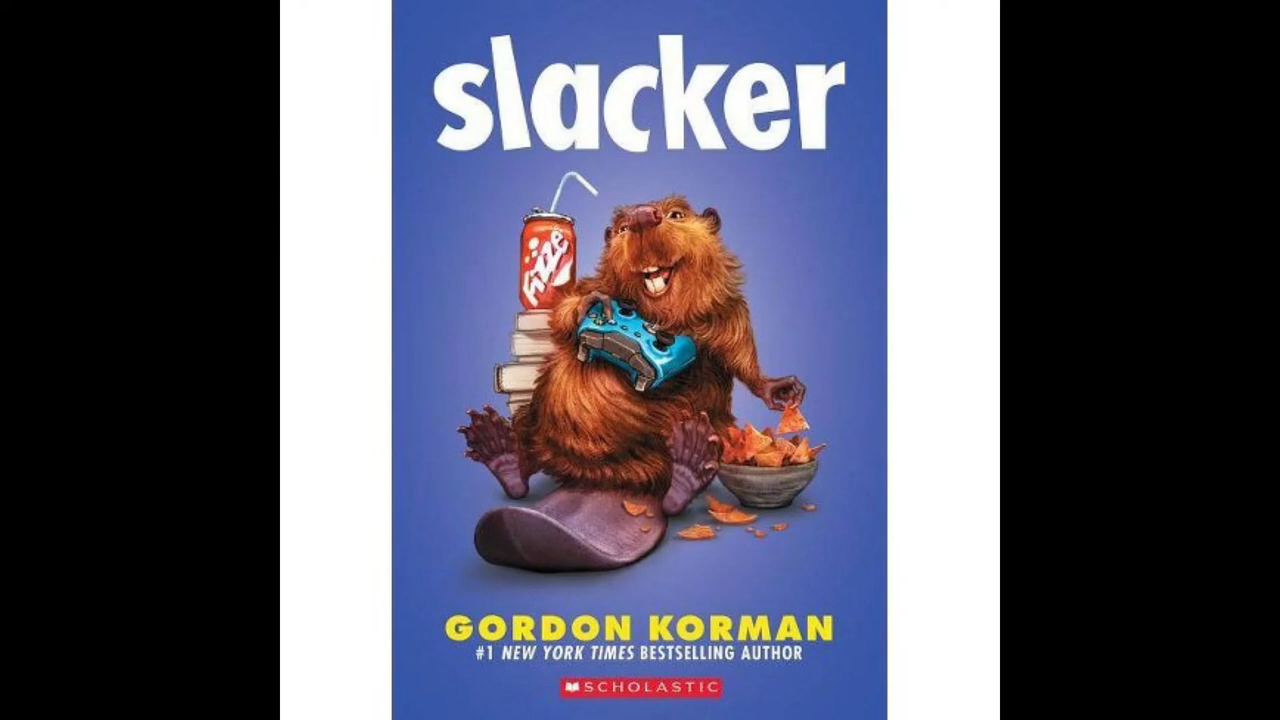 slacker
Fizze
GORDON KORMAN
#1 NEW YORK TIMES BESTSELLING AUTHOR
SCHOLASTIC